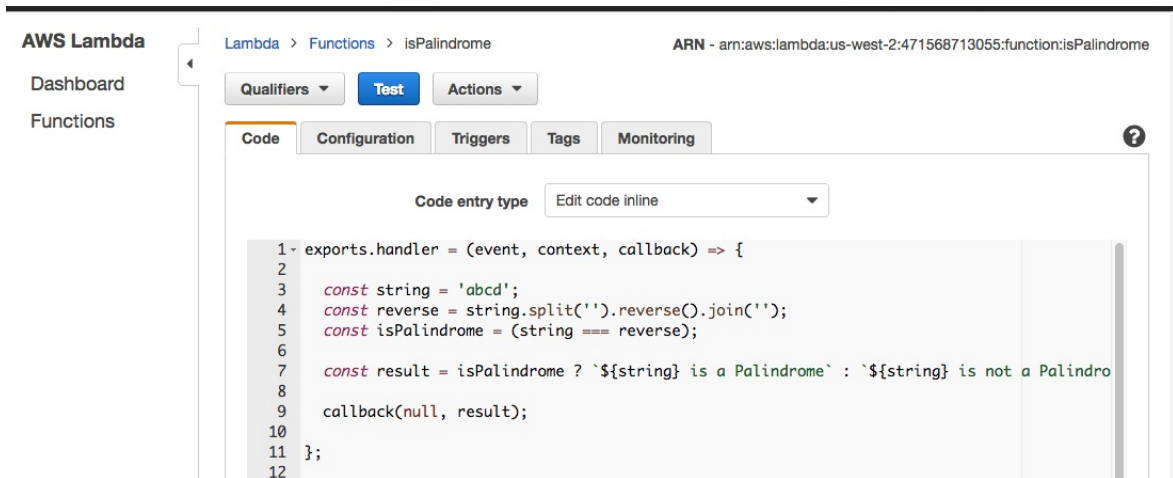 AWS Lambda
Dashboard
Functions
Lambda > Functions > isPalindrome
ARN - arn:aws:lambda:us-west-2:471568713055:function:isPalindrome
Qualifiers Test Actions
Code Configuration Triggers Tags Monitoring
?
Code entry type Edit code inline
1 exports.handler = (event, context, callback) => {
2
3 const string = 'abcd';
4 const reverse = string.split('').reverse().join('');
5 const isPalindrome = (string === reverse);
6
7 const result = isPalindrome ? `${string} is a Palindrome` : `${string} is not a Palindro
8
9 callback(null, result);
10
11 };
12